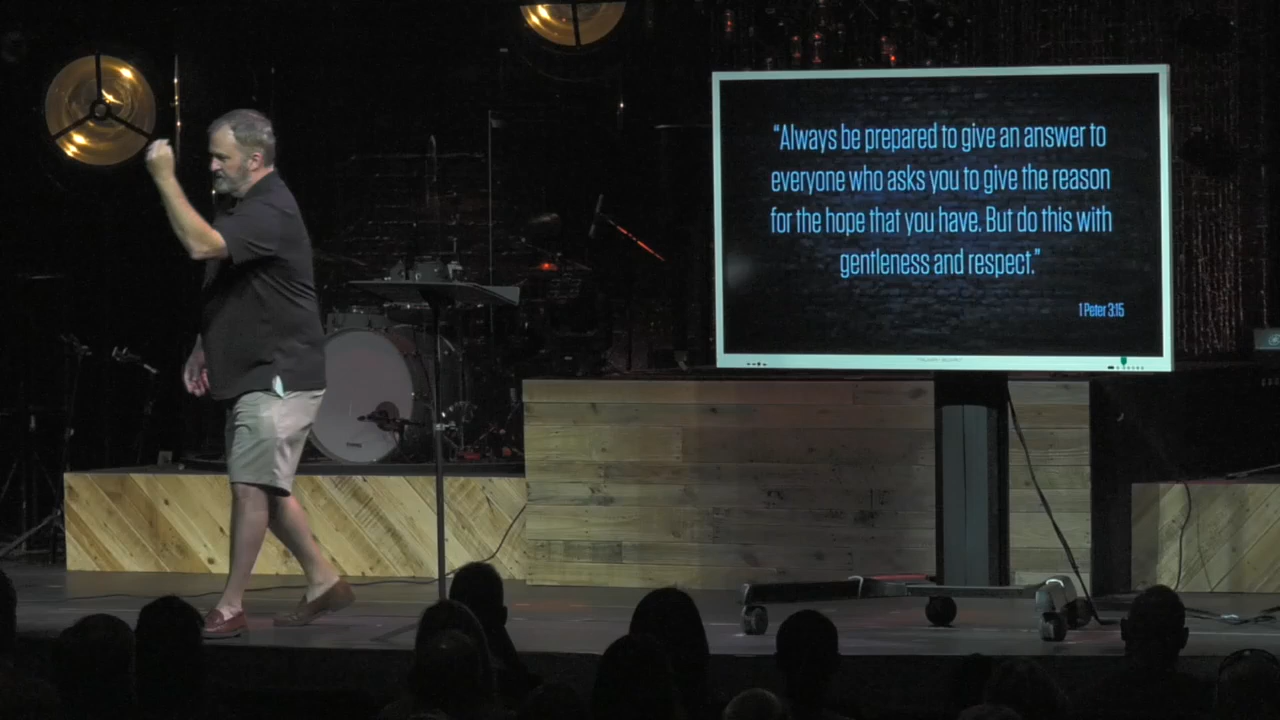 “Always be prepared to give an answer to
everyone who asks you to give the reason
for the hope that you have. But do this with
gentleness and respect.”
1 Peter 3:15